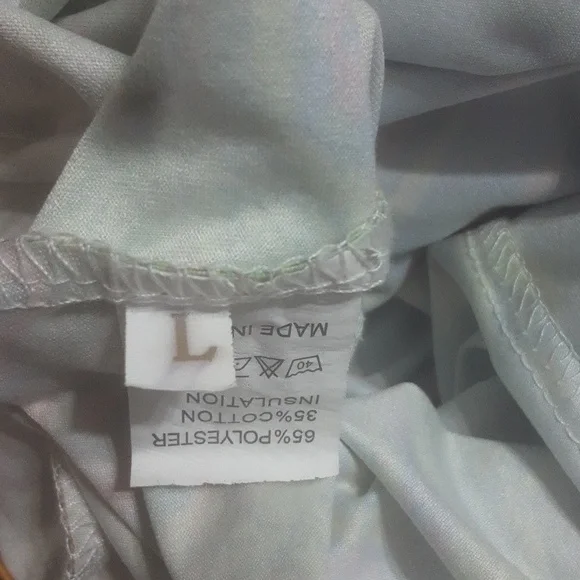 L
65%POLYESTER
35%COTTON
INSULATION
40
MADE IN